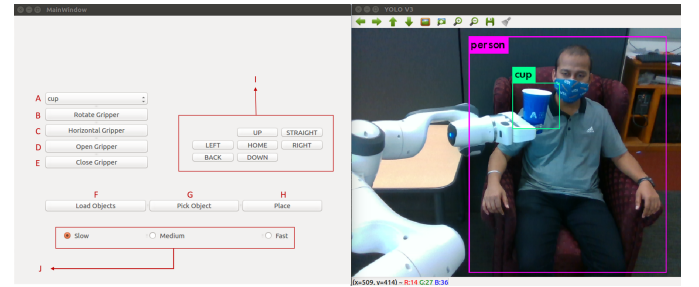 MainWindow
I
A cup
B Rotate Gripper
C Horizontal Gripper
D Open Gripper
E Close Gripper
UP STRAIGHT
LEFT HOME RIGHT
BACK DOWN
F G H
Load Objects Pick Object Place
Slow Medium Fast
J
YOLO V3
person
cup
A
(x=509, y=414) ~ R:14 G:27 B:36